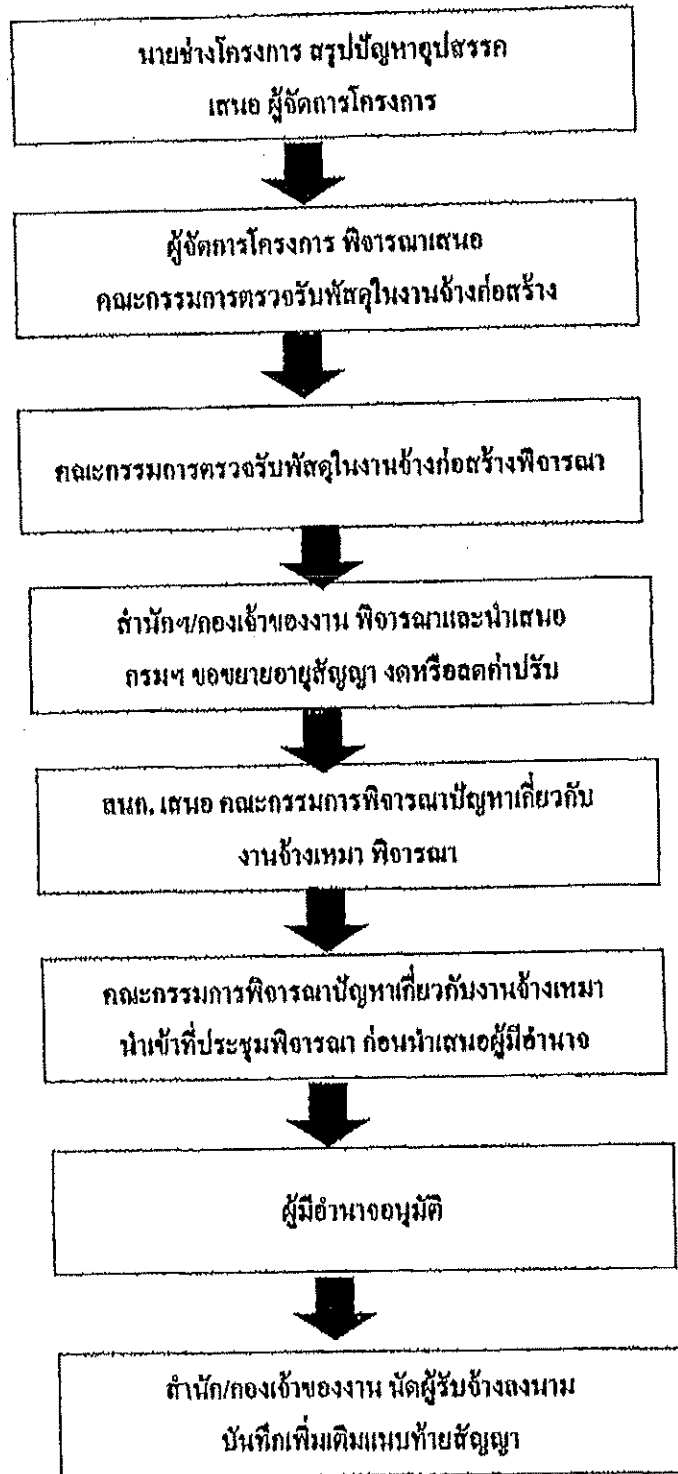 นายช่างโครงการ สรุปปัญหาอุปสรรค
เสนอ ผู้จัดการโครงการ
ผู้จัดการโครงการ พิจารณาเสนอ
คณะกรรมการตรวจรับพัสดุในงานจ้างก่อสร้าง
คณะกรรมการตรวจรับพัสดุในงานจ้างก่อสร้างพิจารณา
สำนักฯ/กองเจ้าของงาน พิจารณาและนำเสนอ
กรมฯ ขอขยายอายุสัญญา งดหรือลดค่าปรับ
สนก. เสนอ คณะกรรมการพิจารณาปัญหาเกี่ยวกับ
งานจ้างเหมา พิจารณา
คณะกรรมการพิจารณาปัญหาเกี่ยวกับงานจ้างเหมา
นำเข้าที่ประชุมพิจารณา ก่อนนำเสนอผู้มีอำนาจ
ผู้มีอำนาจอนุมัติ
สำนัก/กองเจ้าของงาน นัดผู้รับจ้างลงนาม
บันทึกเพิ่มเติมแนบท้ายสัญญา